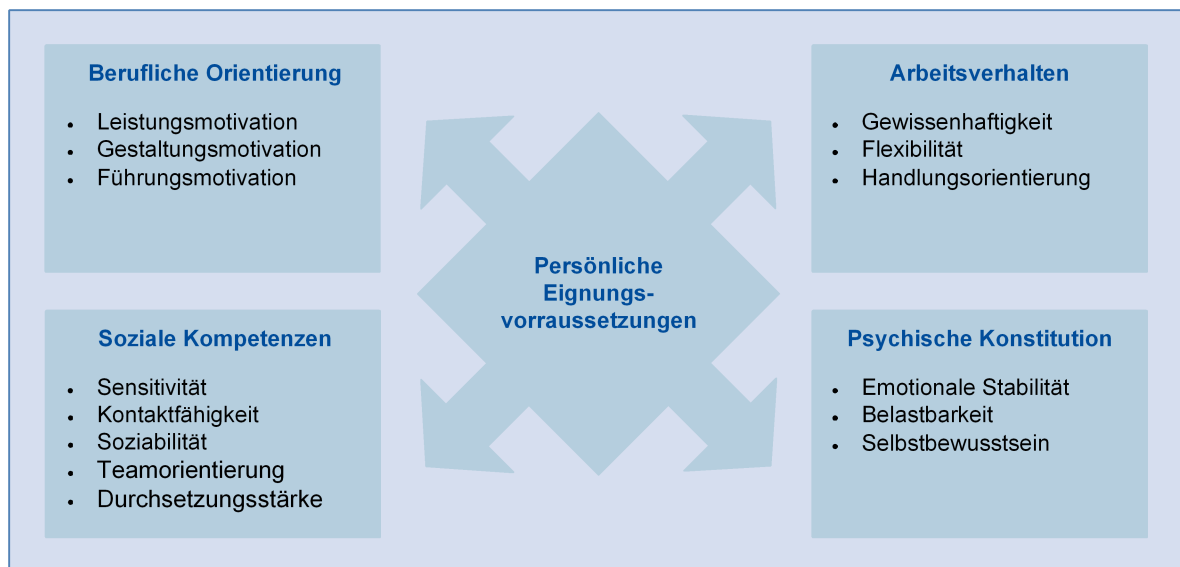 Berufliche Orientierung
• Leistungsmotivation
• Gestaltungsmotivation
• Führungsmotivation
Arbeitsverhalten
• Gewissenhaftigkeit
• Flexibilität
• Handlungsorientierung
Persönliche
Eignungs-
vorraussetzungen
Soziale Kompetenzen
• Sensitivität
• Kontaktfähigkeit
• Soziabilität
• Teamorientierung
• Durchsetzungsstärke
Psychische Konstitution
• Emotionale Stabilität
• Belastbarkeit
• Selbstbewusstsein